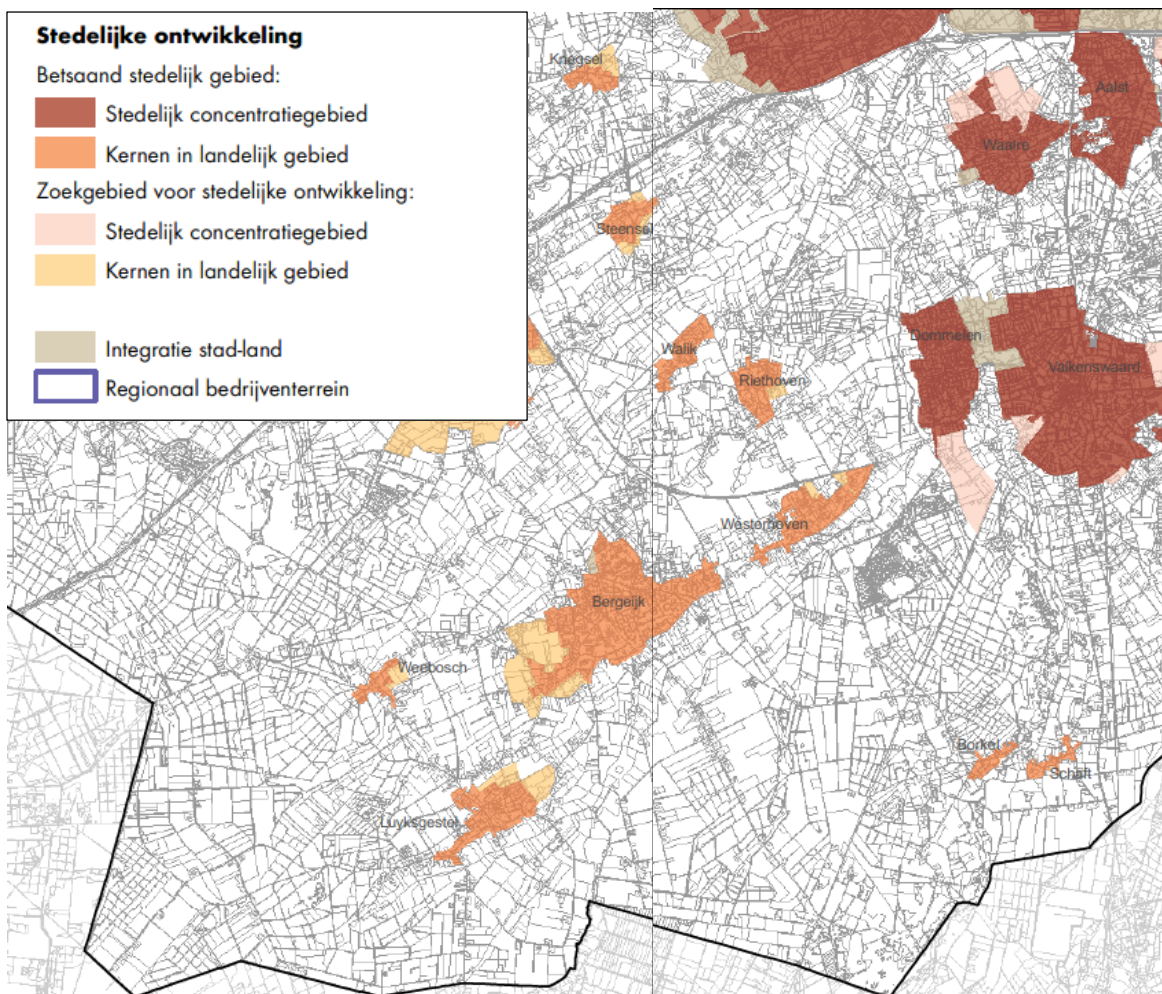 Stedelijke ontwikkeling
Betsaand stedelijk gebied:
Stedelijk concentratiegebied
Kernen in landelijk gebied
Zoekgebied voor stedelijke ontwikkeling:
Stedelijk concentratiegebied
Kernen in landelijk gebied
Integratie stad-land
Regionaal bedrijventerrein
Knegsel
Aalst
Waalre
Steensel
Dommelen
Walik
Valkenswaard
Riethoven
Westerhoven
Bergeijk
Weebosch
Borkel
Schaft
Luyksgestel